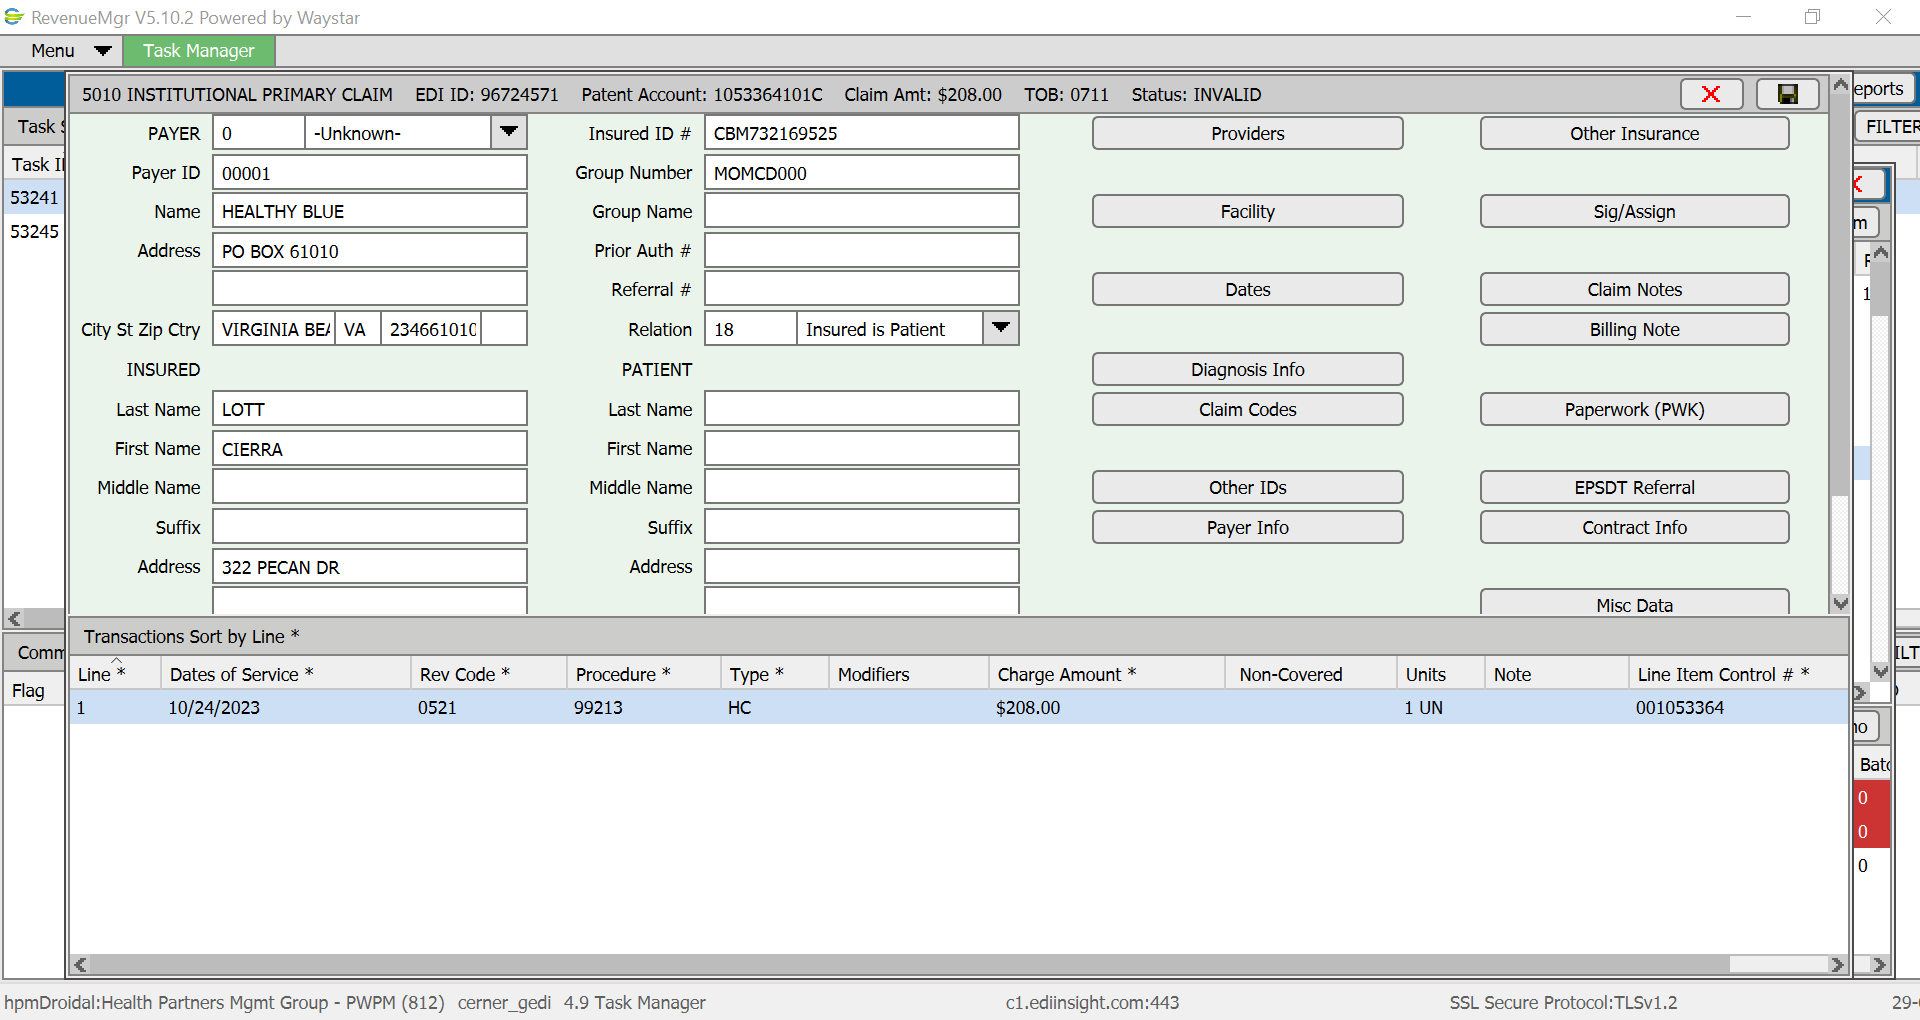 RevenueMgr V5.10.2 Powered by Waystar
Menu Task Manager
5010 INSTITUTIONAL PRIMARY CLAIM EDI ID: 96724571 Patent Account: 1053364101C Claim Amt: $208.00 TOB: 0711 Status: INVALID
eports
Task S
FILTER
Task II
53241
53245
PAYER 0 -Unknown- Insured ID # CBM732169525 Providers Other Insurance
Payer ID 00001 Group Number MOMCD000
Name HEALTHY BLUE Group Name Facility Sig/Assign
Address PO BOX 61010 Prior Auth #
Referral # Dates Claim Notes
City St Zip Ctry VIRGINIA BEA VA 234661010 Relation 18 Insured is Patient Billing Note
INSURED PATIENT Diagnosis Info
Last Name LOTT Last Name Claim Codes Paperwork (PWK)
First Name CIERRA First Name
Middle Name Middle Name Other IDs EPSDT Referral
Suffix Suffix Payer Info Contract Info
Address 322 PECAN DR Address
Misc Data
m
1
Comm
Flag
ILT
Transactions Sort by Line *
Line * Dates of Service * Rev Code * Procedure * Type * Modifiers Charge Amount * Non-Covered Units Note Line Item Control # *
1 10/24/2023 0521 99213 HC $208.00 1 UN 001053364
no
Batc
0
0
0
hpmDroidal:Health Partners Mgmt Group - PWPM (812) cerner_gedi 4.9 Task Manager c1.ediinsight.com:443 SSL Secure Protocol:TLSv1.2 29-